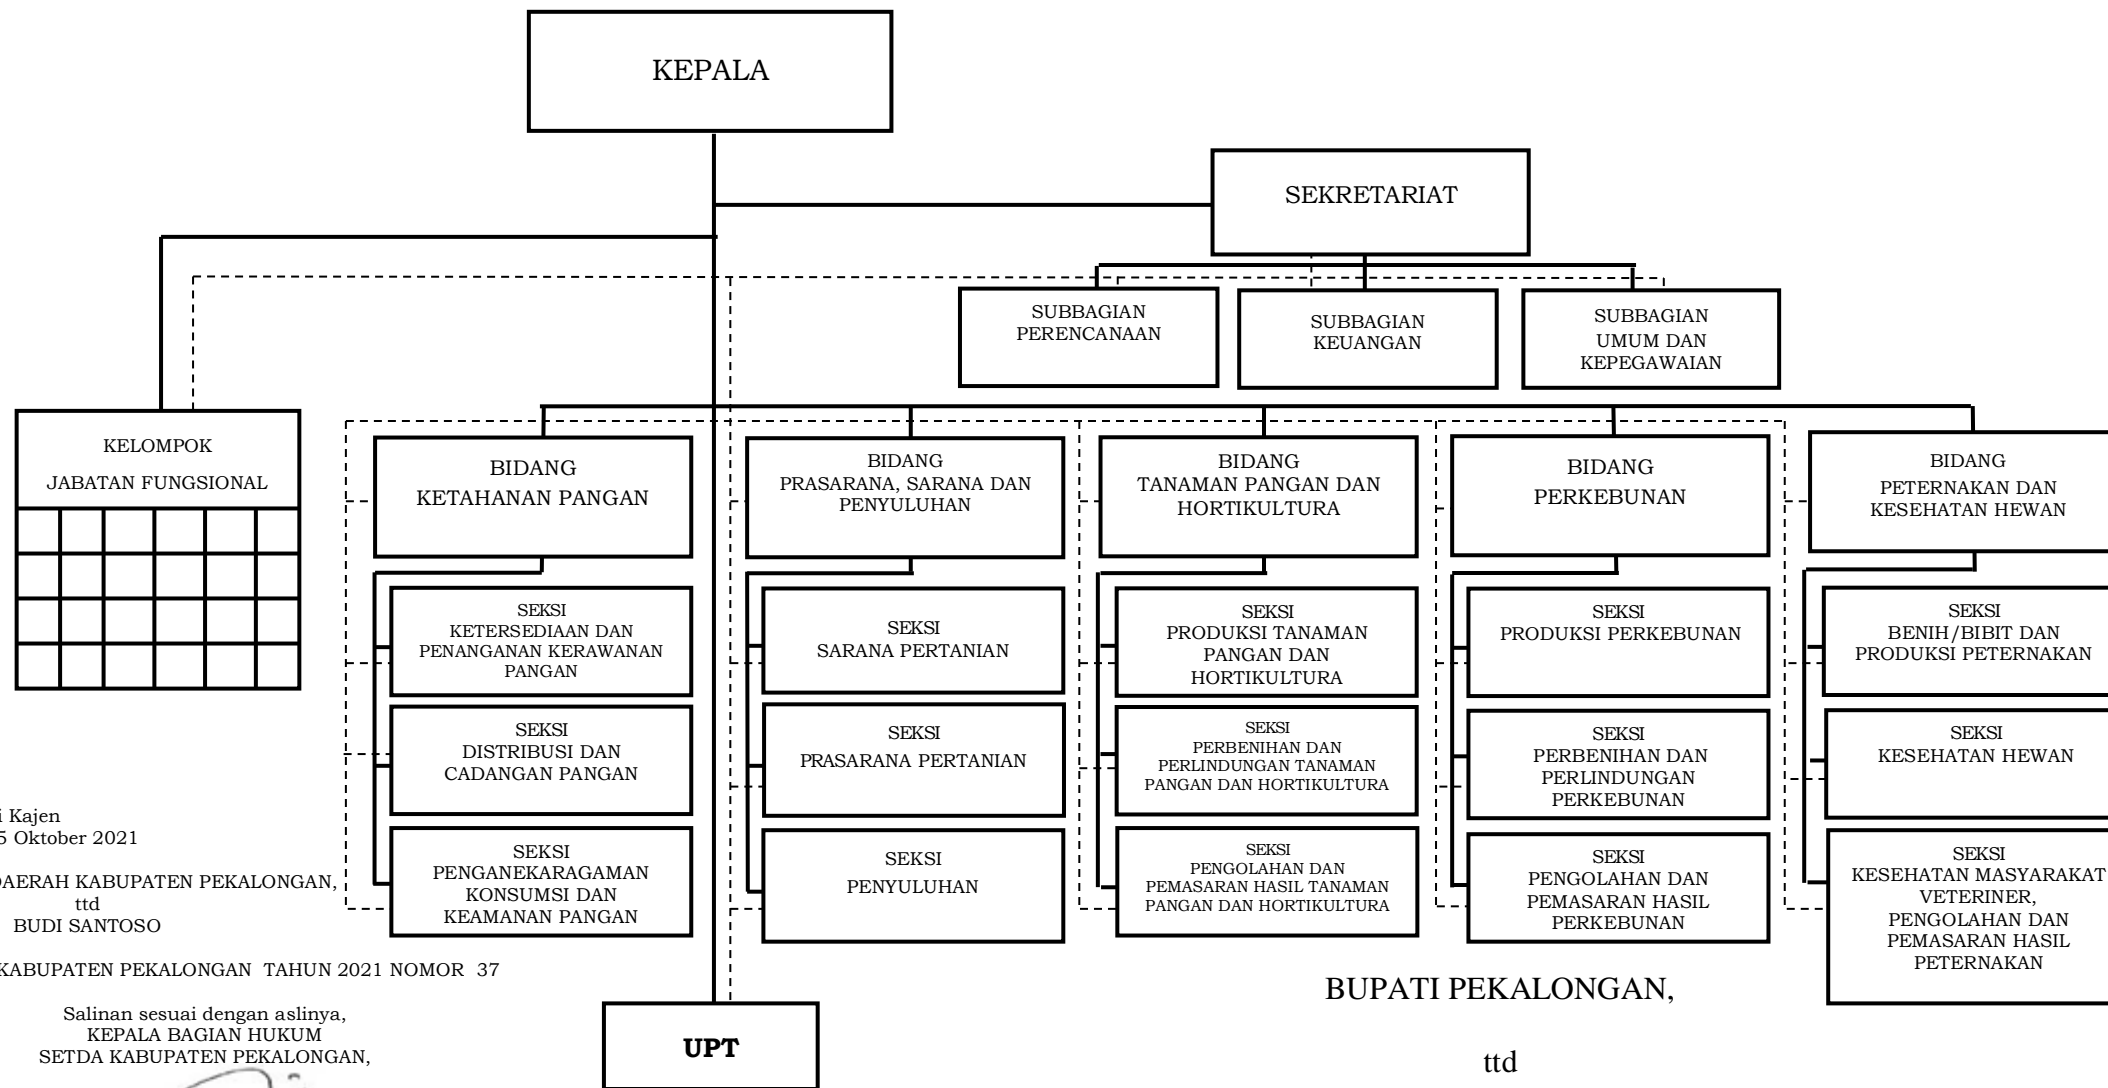 KEPALA
SEKRETARIAT
SUBBAGIAN
PERENCANAAN
SUBBAGIAN
KEUANGAN
SUBBAGIAN
UMUM DAN
KEPEGAWAIAN
KELOMPOK
JABATAN FUNGSIONAL
BIDANG
KETAHANAN PANGAN
BIDANG
PRASARANA, SARANA DAN
PENYULUHAN
BIDANG
TANAMAN PANGAN DAN
HORTIKULTURA
BIDANG
PERKEBUNAN
BIDANG
PETERNAKAN DAN
KESEHATAN HEWAN
SEKSI
KETERSEDIAAN DAN
PENANGANAN KERAWANAN
PANGAN
SEKSI
SARANA PERTANIAN
SEKSI
PRODUKSI TANAMAN
PANGAN DAN
HORTIKULTURA
SEKSI
PRODUKSI PERKEBUNAN
SEKSI
BENIH/BIBIT DAN
PRODUKSI PETERNAKAN
SEKSI
DISTRIBUSI DAN
CADANGAN PANGAN
SEKSI
PRASARANA PERTANIAN
SEKSI
PERBENIHAN DAN
PERLINDUNGAN TANAMAN
PANGAN DAN HORTIKULTURA
SEKSI
PERBENIHAN DAN
PERLINDUNGAN
PERKEBUNAN
SEKSI
KESEHATAN HEWAN
SEKSI
PENGANEKARAGAMAN
KONSUMSI DAN
KEAMANAN PANGAN
SEKSI
PENYULUHAN
SEKSI
PENGOLAHAN DAN
PEMASARAN HASIL TANAMAN
PANGAN DAN HORTIKULTURA
SEKSI
PENGOLAHAN DAN
PEMASARAN HASIL
PERKEBUNAN
SEKSI
KESEHATAN MASYARAKAT
VETERINER,
PENGOLAHAN DAN
PEMASARAN HASIL
PETERNAKAN
i Kajen
5 Oktober 2021
DAERAH KABUPATEN PEKALONGAN,
ttd
BUDI SANTOSO
KABUPATEN PEKALONGAN TAHUN 2021 NOMOR 37
Salinan sesuai dengan aslinya,
KEPALA BAGIAN HUKUM
SETDA KABUPATEN PEKALONGAN,
UPT
BUPATI PEKALONGAN,
ttd